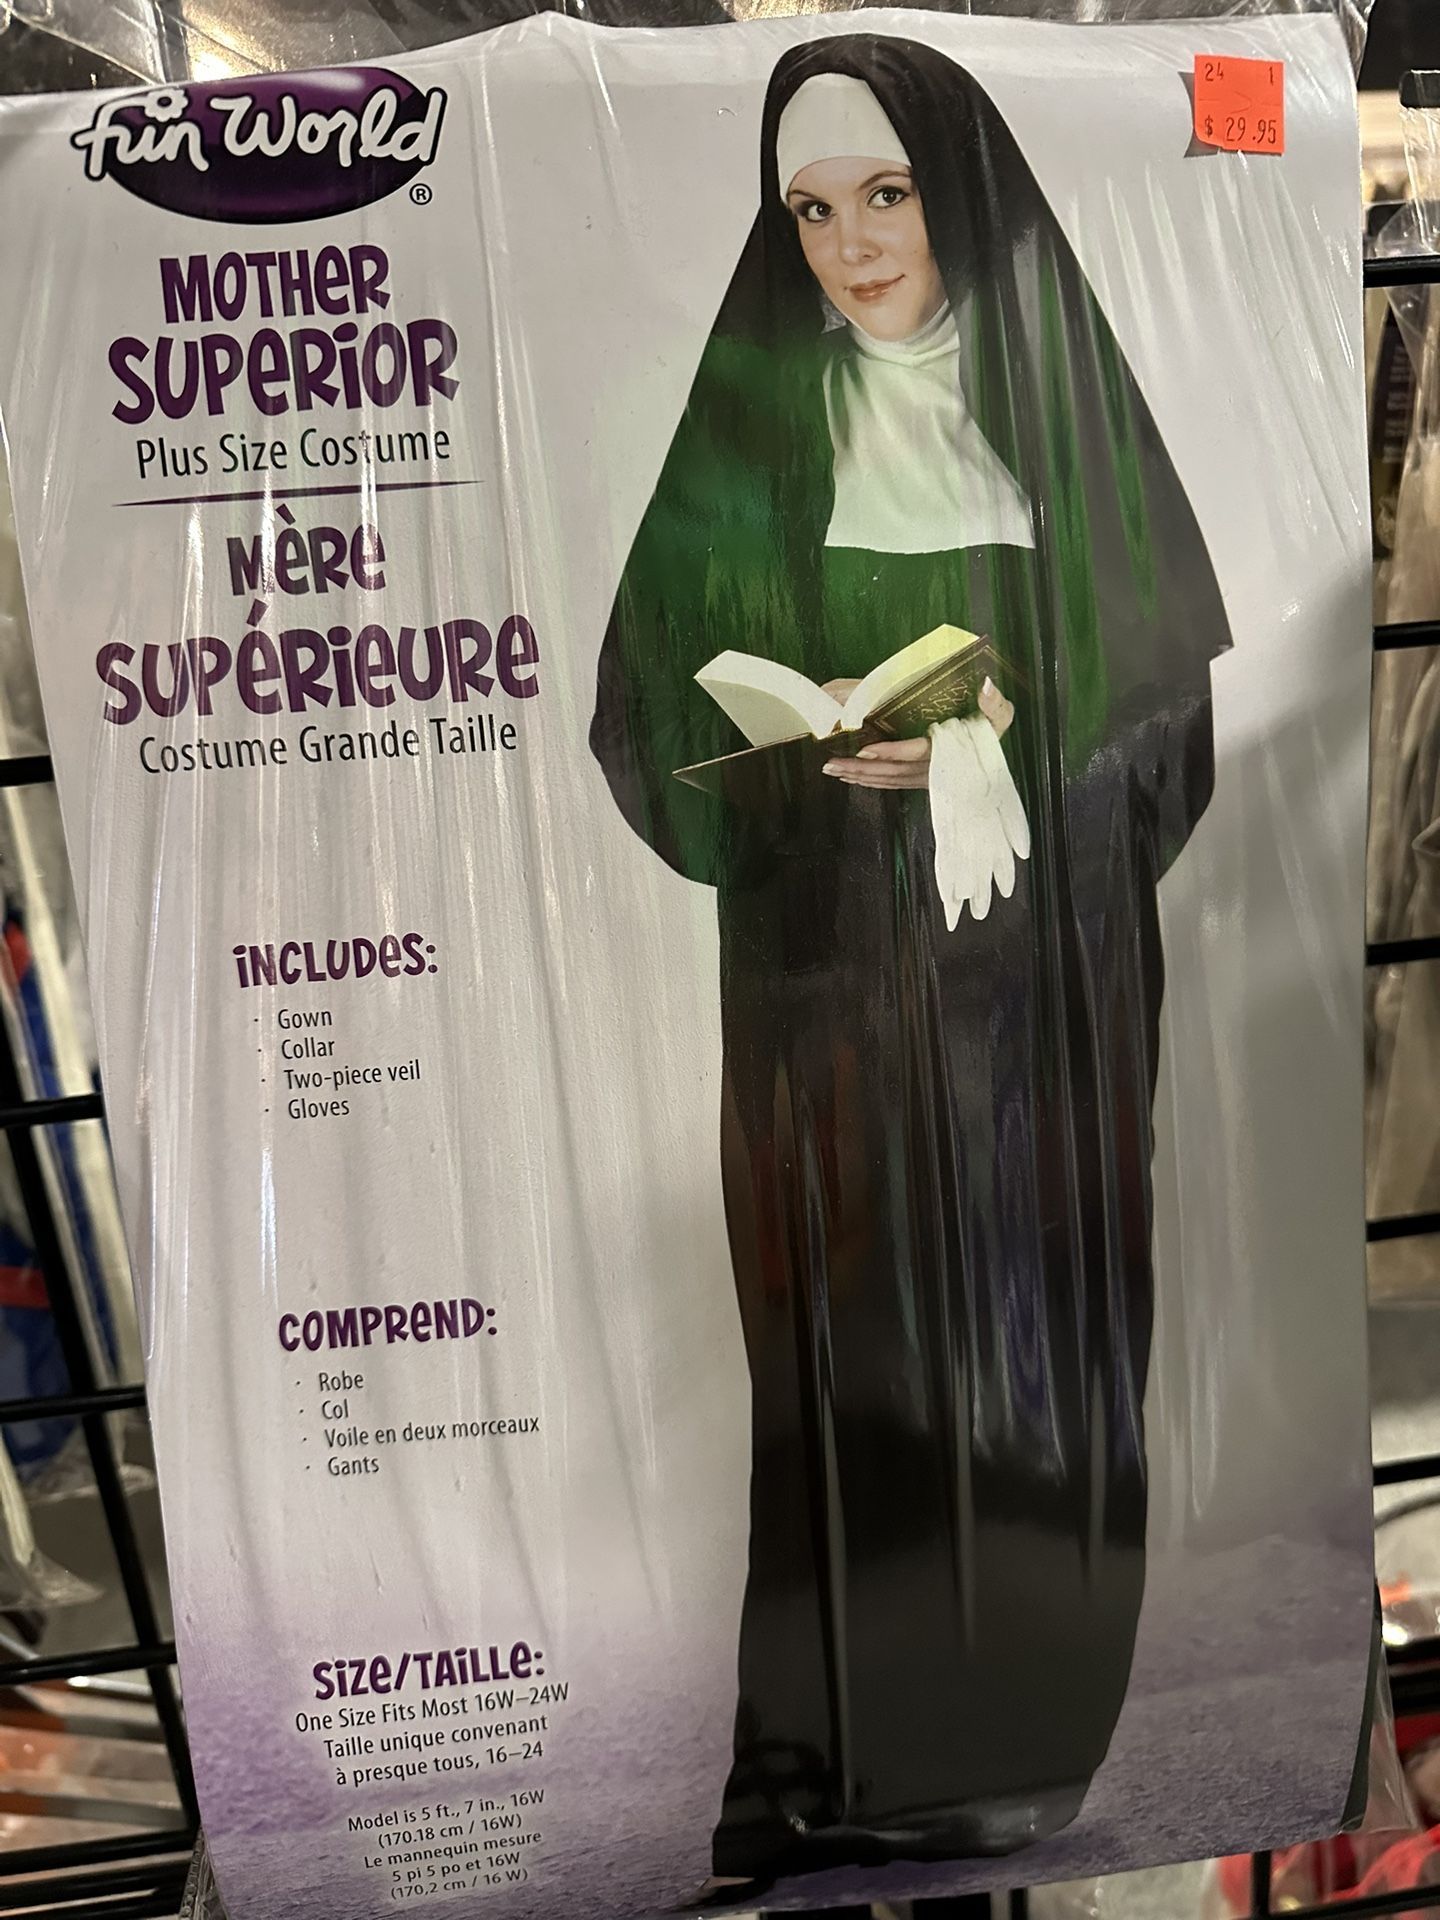 fun World
®
24 1
$ 29.95
MOTHER
SUPERIOR
Plus Size Costume
MÈRE
SUPÉRIEURE
Costume Grande Taille
INCLUDES:
· Gown
· Collar
· Two-piece veil
· Gloves
COMPREND:
· Robe
· Col
· Voile en deux morceaux
· Gants
SIZE/TAILLE:
One Size Fits Most 16W–24W
Taille unique convenant
à presque tous, 16–24
Model is 5 ft., 7 in., 16W
(170.18 cm / 16W)
Le mannequin mesure
5 pi 5 po et 16W
(170,2 cm / 16 W)